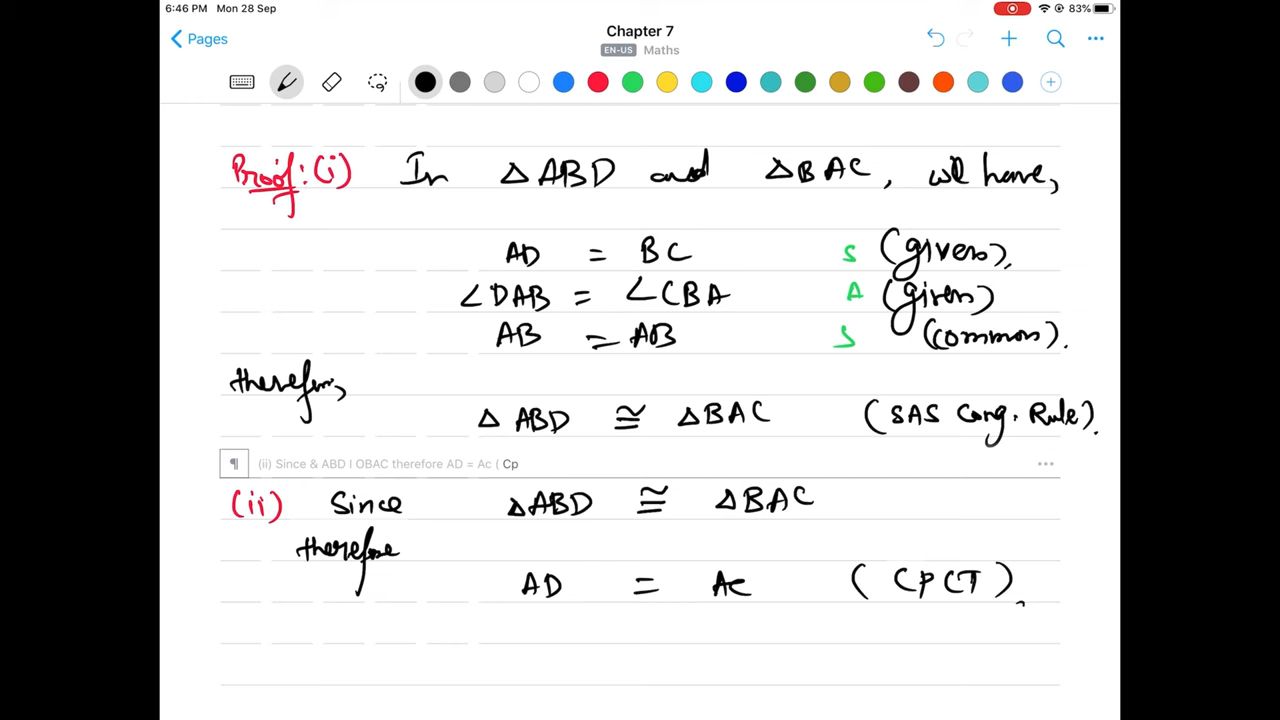 6:46 PM Mon 28 Sep 83%
Pages
Chapter 7
EN-US Maths
Proof: (i) In △ABD and △BAC, we have,
AD = BC S (given).
∠DAB = ∠CBA A (given)
AB = AB S (common).
therefore,
△ABD ≅ △BAC (SAS Cong. Rule).
¶ (ii) Since & ABD I OBAC therefore AD = Ac ( Cp
(ii) Since △ABD ≅ △BAC
therefore
AD = AC (CPCT).